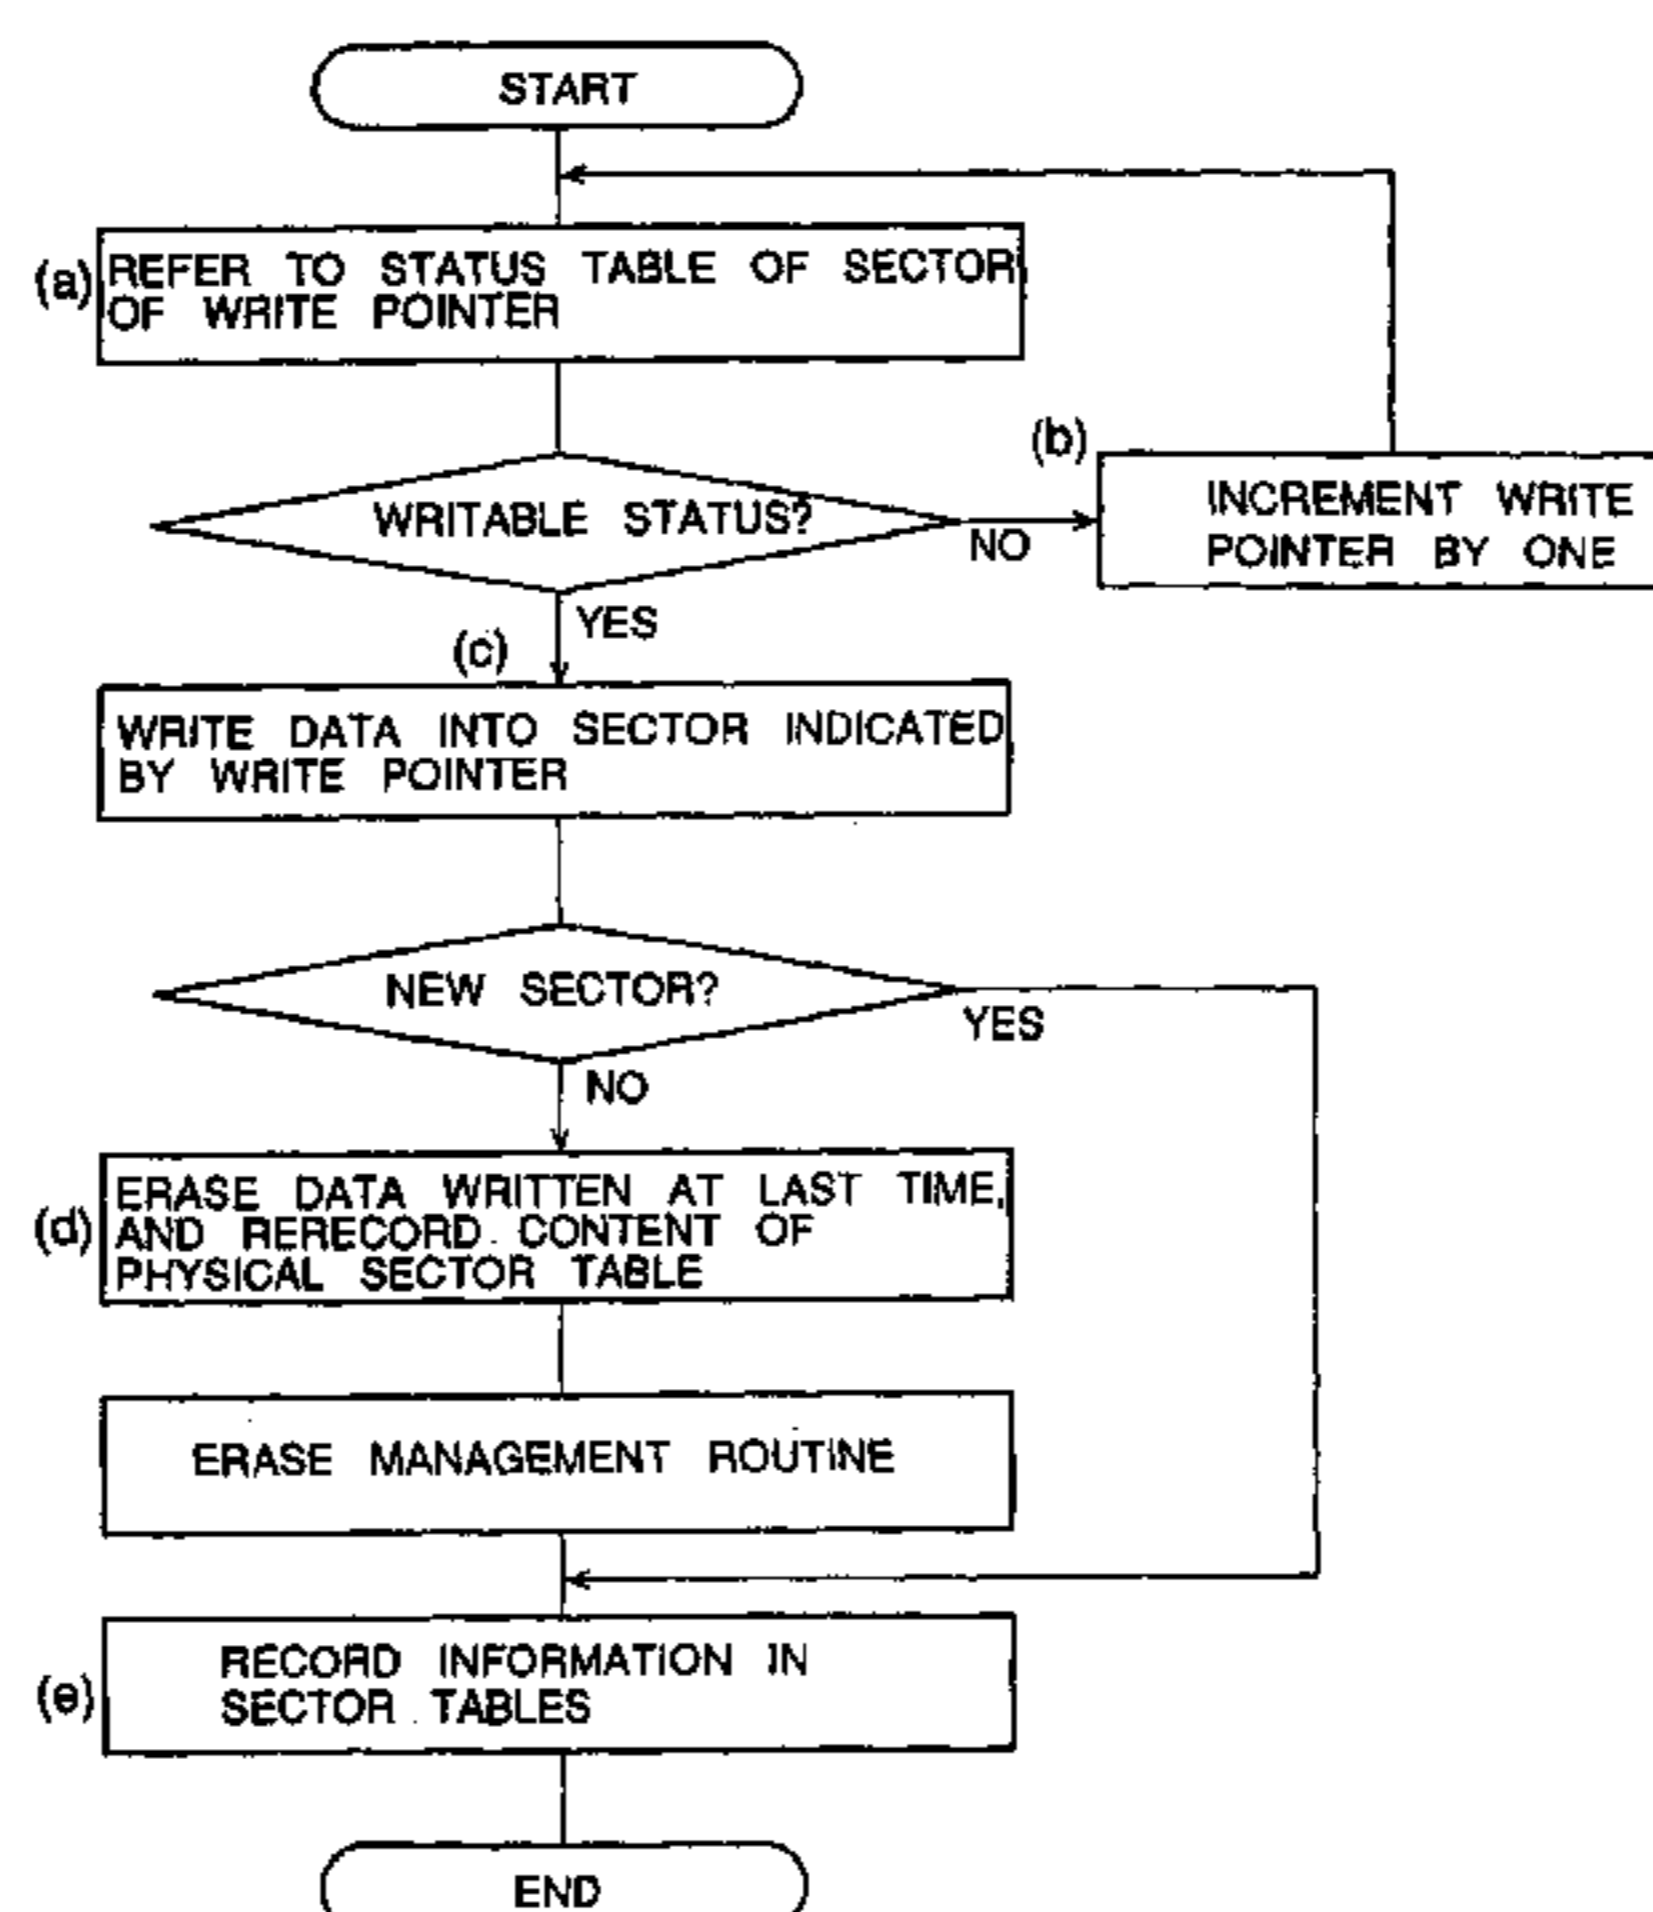 START
(a)
REFER TO STATUS TABLE OF SECTOR
OF WRITE POINTER
WRITABLE STATUS?
NO
(b)
INCREMENT WRITE
POINTER BY ONE
YES
(c)
WRITE DATA INTO SECTOR INDICATED
BY WRITE POINTER
NEW SECTOR?
YES
NO
(d)
ERASE DATA WRITTEN AT LAST TIME,
AND RERECORD CONTENT OF
PHYSICAL SECTOR TABLE
ERASE MANAGEMENT ROUTINE
(e)
RECORD INFORMATION IN
SECTOR TABLES
END